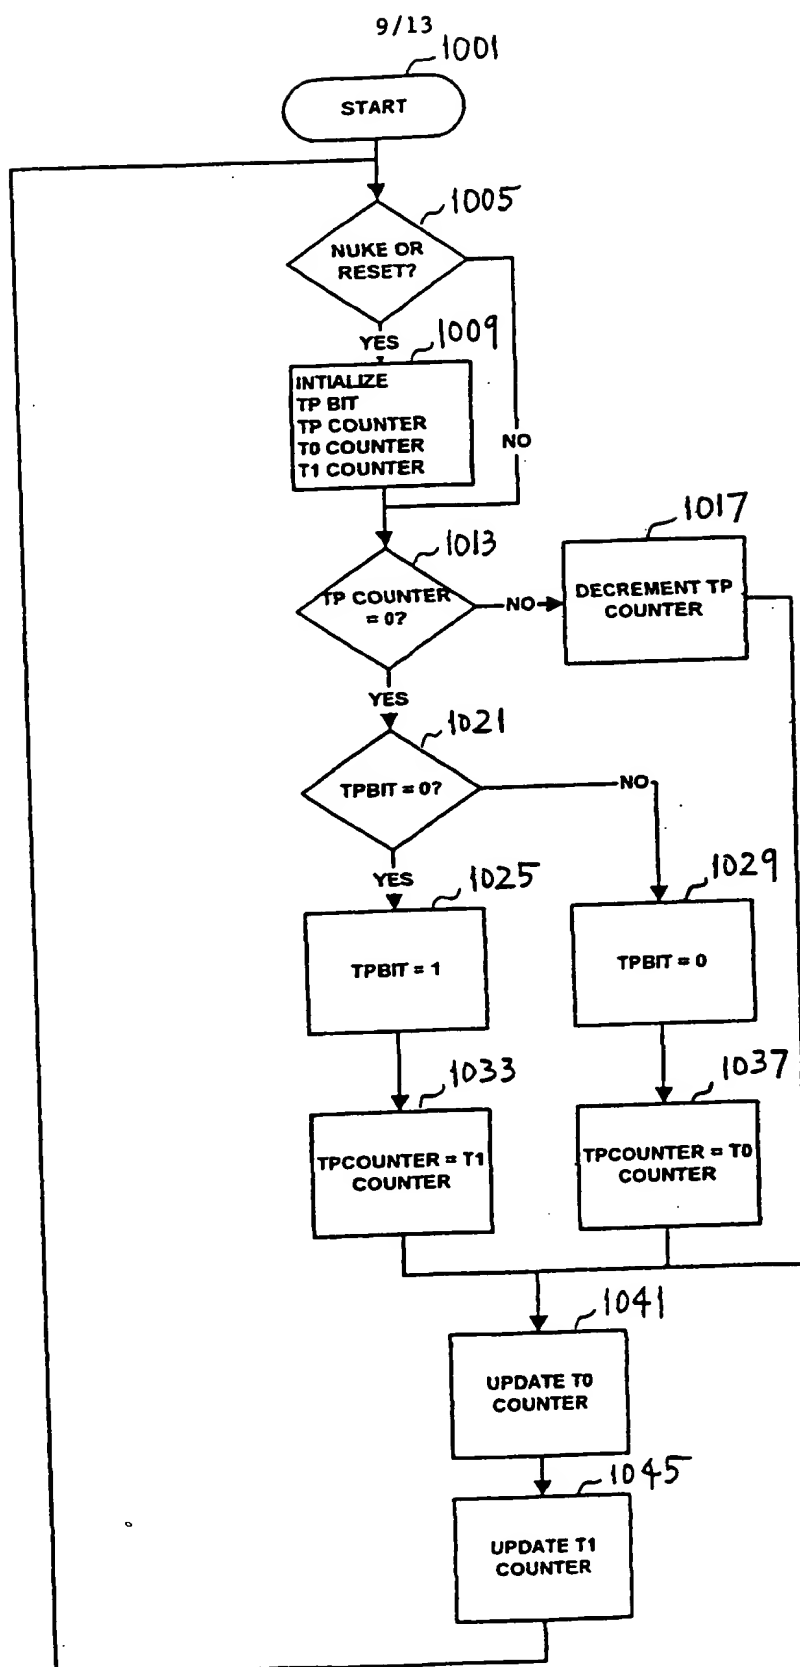 9/13
1001
START
1005
NUKE OR
RESET?
YES
1009
INTIALIZE
TP BIT
TP COUNTER
T0 COUNTER
T1 COUNTER
NO
1013
TP COUNTER
= 0?
NO
1017
DECREMENT TP
COUNTER
YES
1021
TPBIT = 0?
NO
YES
1025
TPBIT = 1
1029
TPBIT = 0
1033
TPCOUNTER = T1
COUNTER
1037
TPCOUNTER = T0
COUNTER
1041
UPDATE T0
COUNTER
1045
UPDATE T1
COUNTER